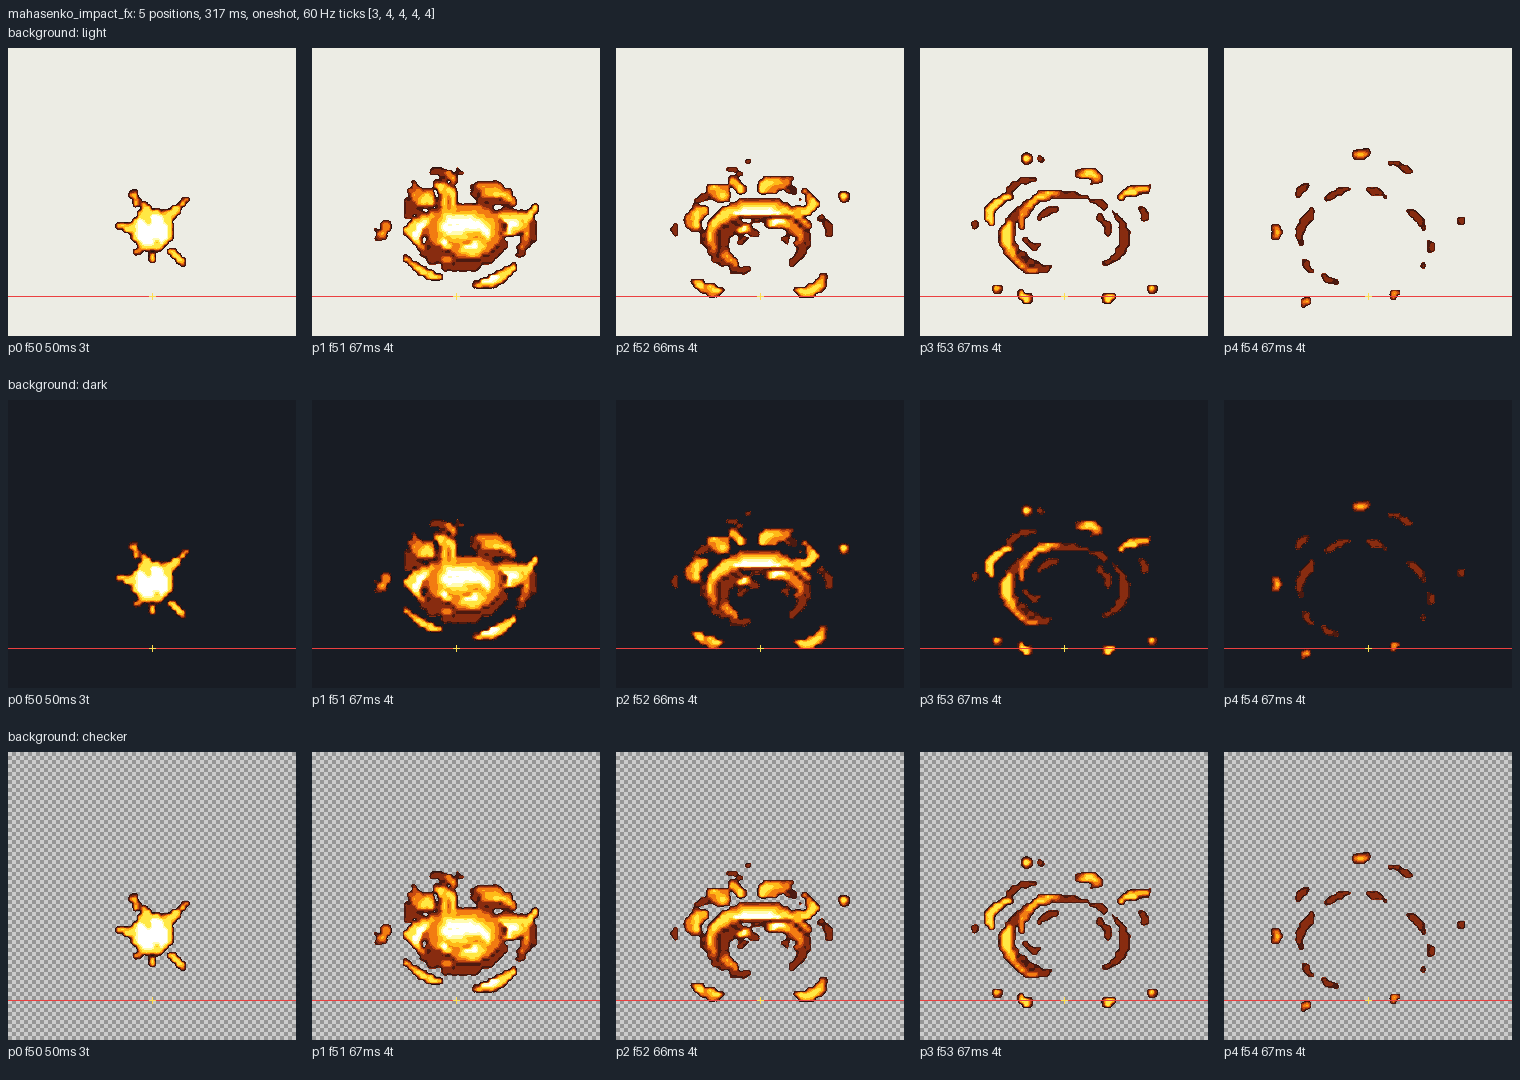 mahasenko_impact_fx: 5 positions, 317 ms, oneshot, 60 Hz ticks [3, 4, 4, 4, 4]
background: light
p0 f50 50ms 3t
p1 f51 67ms 4t
p2 f52 66ms 4t
p3 f53 67ms 4t
p4 f54 67ms 4t
background: dark
p0 f50 50ms 3t
p1 f51 67ms 4t
p2 f52 66ms 4t
p3 f53 67ms 4t
p4 f54 67ms 4t
background: checker
p0 f50 50ms 3t
p1 f51 67ms 4t
p2 f52 66ms 4t
p3 f53 67ms 4t
p4 f54 67ms 4t